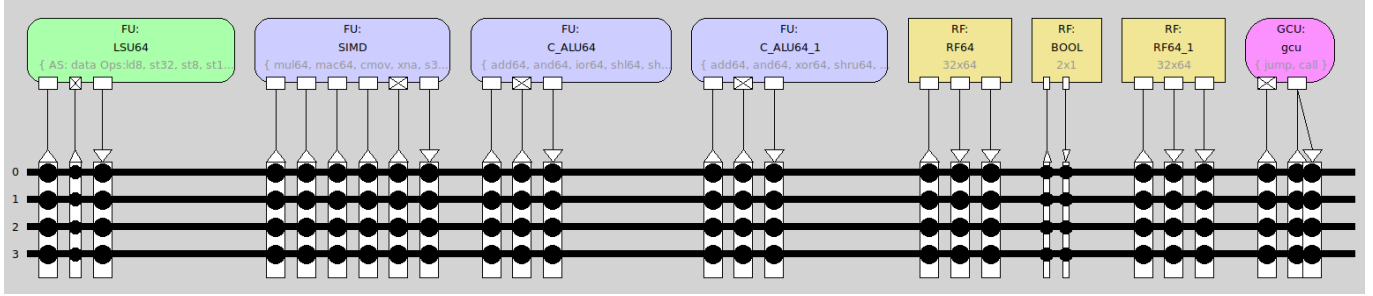 FU:
LSU64
{ AS: data Ops:ld8, st32, st8, st1...
FU:
SIMD
{ mul64, mac64, cmov, xna, s3...
FU:
C_ALU64
{ add64, and64, ior64, shl64, sh...
FU:
C_ALU64_1
{ add64, and64, xor64, shru64, ...
RF:
RF64
32x64
RF:
BOOL
2x1
RF:
RF64_1
32x64
GCU:
gcu
{ jump, call }
0
1
2
3